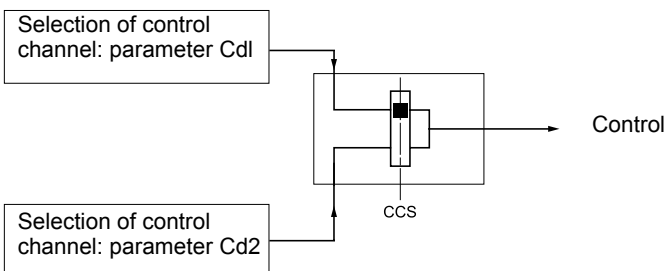 Selection of control
channel: parameter Cdl
Control
CCS
Selection of control
channel: parameter Cd2